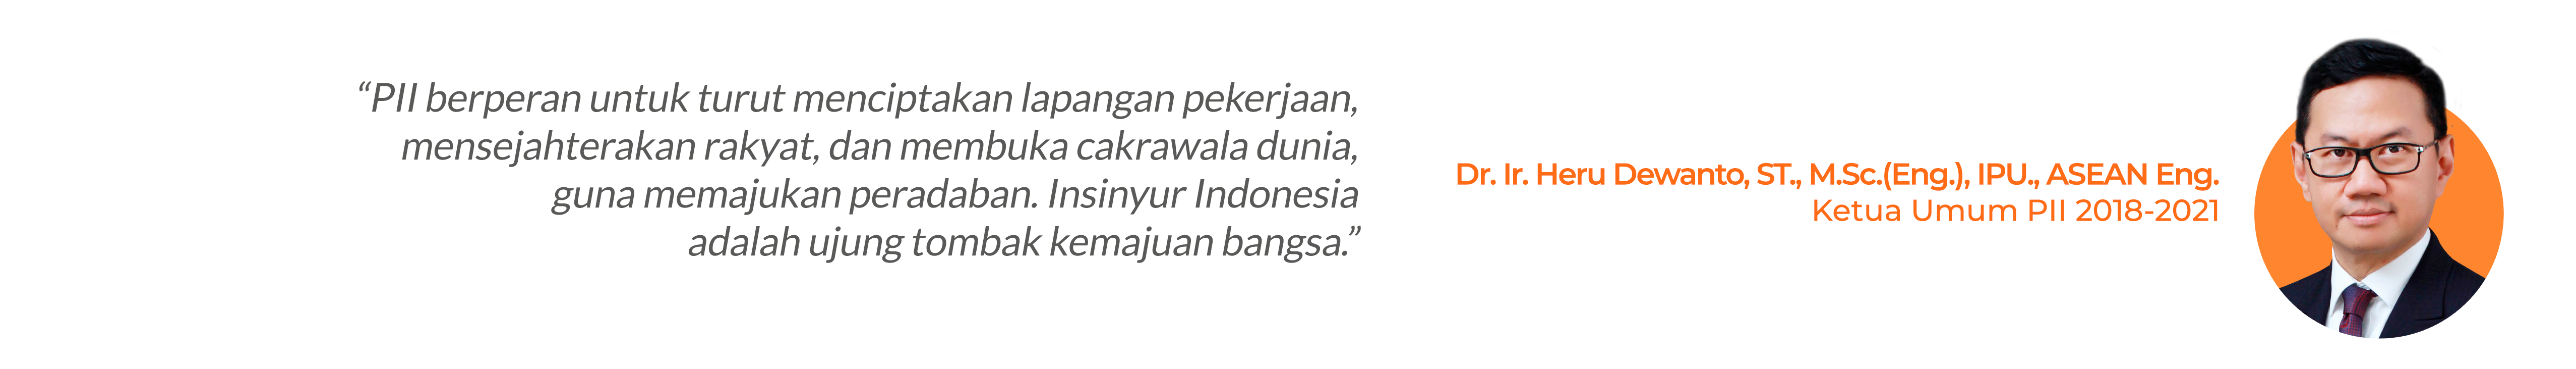 “PII berperan untuk turut menciptakan lapangan pekerjaan,
mensejahterakan rakyat, dan membuka cakrawala dunia,
guna memajukan peradaban. Insinyur Indonesia
adalah ujung tombak kemajuan bangsa.”
Dr. Ir. Heru Dewanto, ST., M.Sc.(Eng.), IPU., ASEAN Eng.
Ketua Umum PII 2018-2021